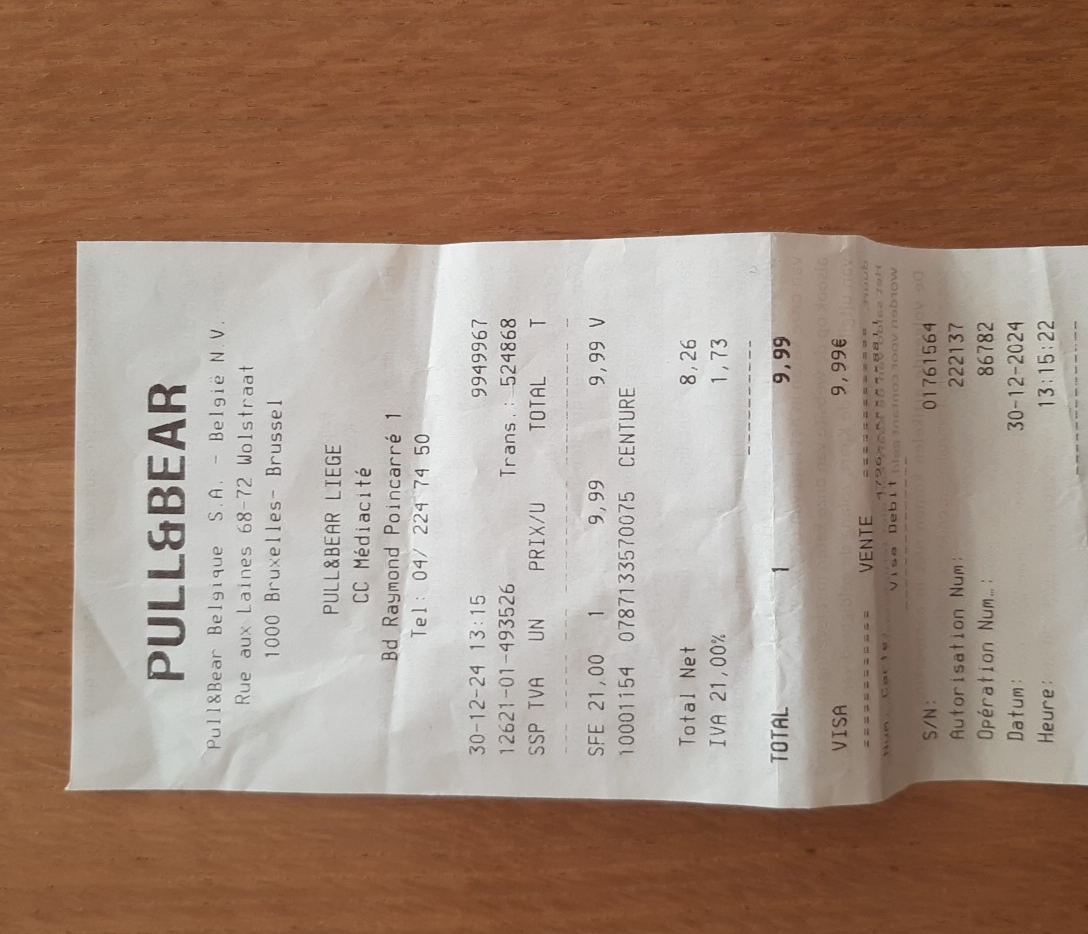 PULL&BEAR
Pull&Bear Belgique S.A. - België N V.
Rue aux Laines 68-72 Wolstraat
1000 Bruxelles- Brussel
PULL&BEAR LIEGE
CC Médiacité
Bd Raymond Poincarré 1
Tel: 04/ 224 74 50
30-12-24 13:15 9949967
12621-01-493526 Trans.: 524868
SSP TVA UN PRIX/U TOTAL T
SFE 21,00 1 9,99 9,99 V
10001154 0787133570075 CENTURE
Total Net 8,26
IVA 21,00% 1,73
TOTAL 1 9,99
VISA 9,99€
========= VENTE =========
Num. Carte:
Visa Debit
S/N: 01761564
Autorisation Num: 222137
Opération Num…: 86782
Datum: 30-12-2024
Heure: 13:15:22